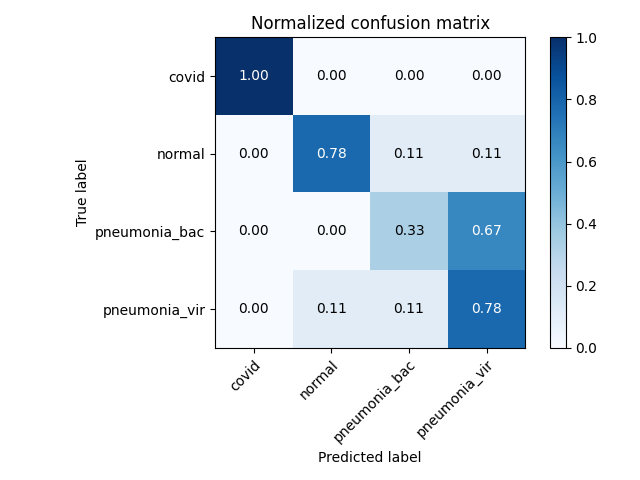 Normalized confusion matrix
True label
covid 1.00 0.00 0.00 0.00
normal 0.00 0.78 0.11 0.11
pneumonia_bac 0.00 0.00 0.33 0.67
pneumonia_vir 0.00 0.11 0.11 0.78
covid normal pneumonia_bac pneumonia_vir
Predicted label
1.0
0.8
0.6
0.4
0.2
0.0